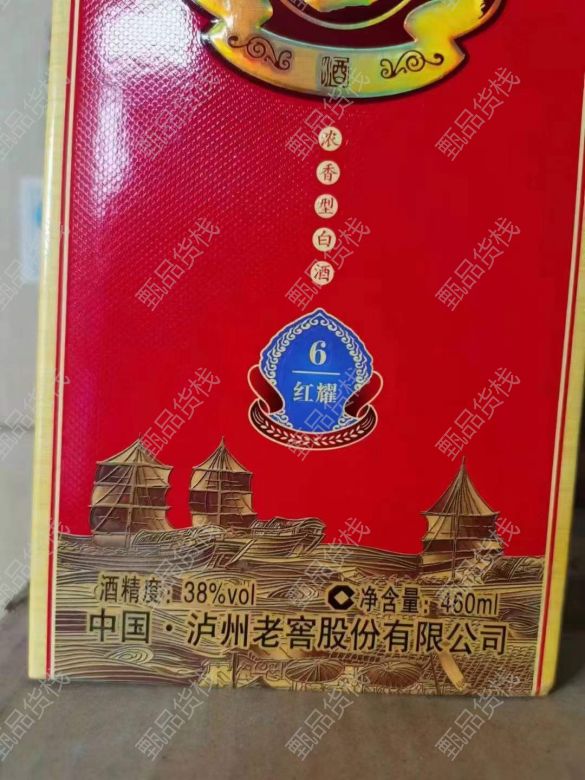 酒
浓香型白酒
6
红耀
酒精度：38%vol
净含量：460ml
中国·泸州老窖股份有限公司
甄品货栈